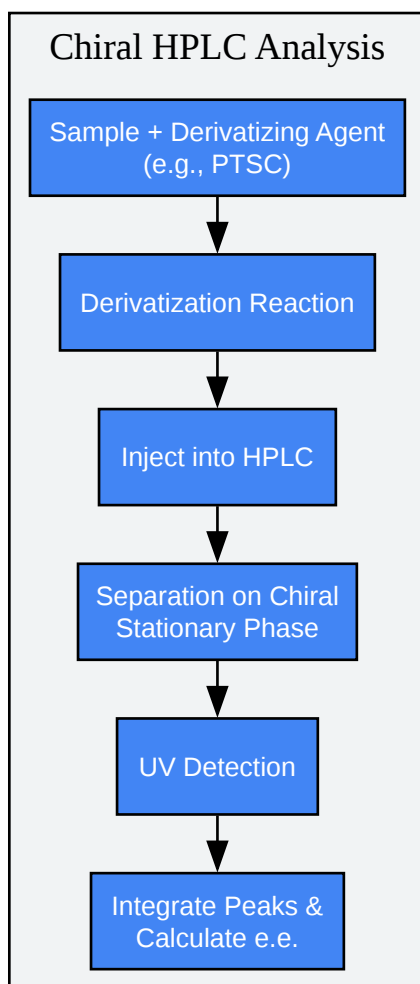 Chiral HPLC Analysis
Sample + Derivatizing Agent
(e.g., PTSC)
Derivatization Reaction
Inject into HPLC
Separation on Chiral
Stationary Phase
UV Detection
Integrate Peaks &
Calculate e.e.